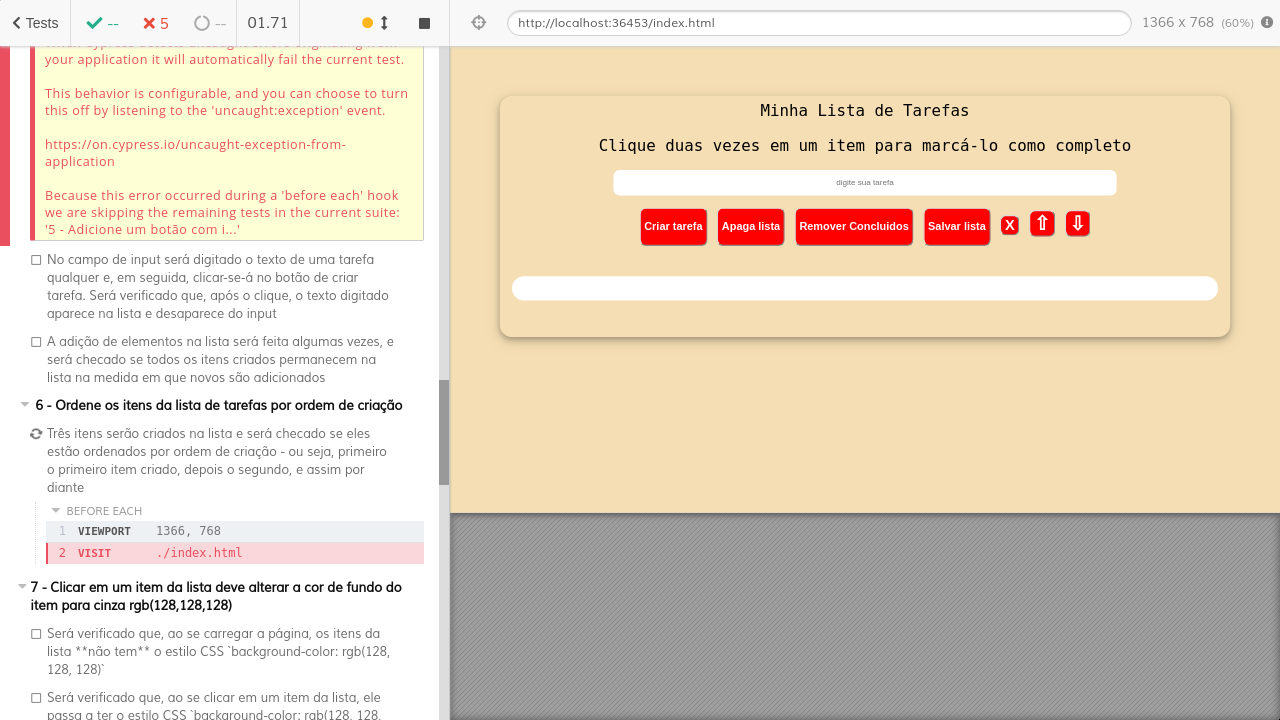 Tests
--
5
--
01.71
http://localhost:36453/index.html
1366 x 768 (60%)
your application it will automatically fail the current test.
This behavior is configurable, and you can choose to turn
this off by listening to the 'uncaught:exception' event.
https://on.cypress.io/uncaught-exception-from-
application
Because this error occurred during a 'before each' hook
we are skipping the remaining tests in the current suite:
'5 - Adicione um botão com i...'
No campo de input será digitado o texto de uma tarefa
qualquer e, em seguida, clicar-se-á no botão de criar
tarefa. Será verificado que, após o clique, o texto digitado
aparece na lista e desaparece do input
A adição de elementos na lista será feita algumas vezes, e
será checado se todos os itens criados permanecem na
lista na medida em que novos são adicionados
6 - Ordene os itens da lista de tarefas por ordem de criação
Três itens serão criados na lista e será checado se eles
estão ordenados por ordem de criação - ou seja, primeiro
o primeiro item criado, depois o segundo, e assim por
diante
BEFORE EACH
1 VIEWPORT 1366, 768
2 VISIT ./index.html
7 - Clicar em um item da lista deve alterar a cor de fundo do
item para cinza rgb(128,128,128)
Será verificado que, ao se carregar a página, os itens da
lista **não tem** o estilo CSS `background-color: rgb(128,
128, 128)`
Será verificado que, ao se clicar em um item da lista, ele
passa a ter o estilo CSS `background-color: rgb(128, 128,
Minha Lista de Tarefas
Clique duas vezes em um item para marcá-lo como completo
digite sua tarefa
Criar tarefa
Apaga lista
Remover Concluidos
Salvar lista
X
⇧
⇩